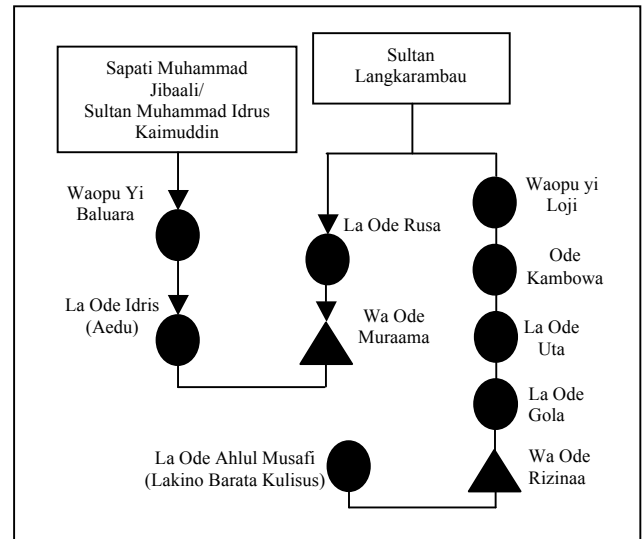 Sapati Muhammad
Jibaali/
Sultan Muhammad Idrus
Kaimuddin
Sultan
Langkarambau
Waopu Yi
Baluara
La Ode Idris
(Aedu)
La Ode Rusa
Wa Ode
Muraama
Waopu yi
Loji
Ode
Kambowa
La Ode
Uta
La Ode
Gola
Wa Ode
Rizinaa
La Ode Ahlul Musafi
(Lakino Barata Kulisus)